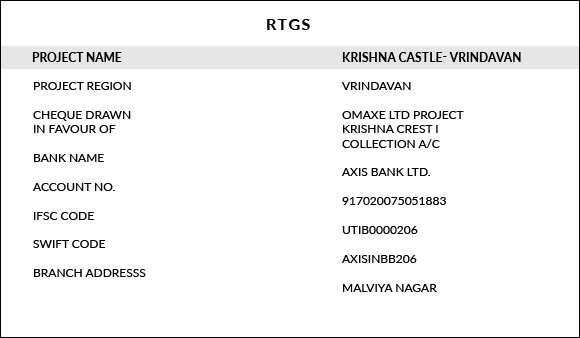 RTGS
PROJECT NAME KRISHNA CASTLE- VRINDAVAN
PROJECT REGION VRINDAVAN
CHEQUE DRAWN OMAXE LTD PROJECT
IN FAVOUR OF KRISHNA CREST I
COLLECTION A/C
BANK NAME AXIS BANK LTD.
ACCOUNT NO. 917020075051883
IFSC CODE UTIB0000206
SWIFT CODE AXISINBB206
BRANCH ADDRESSS MALVIYA NAGAR